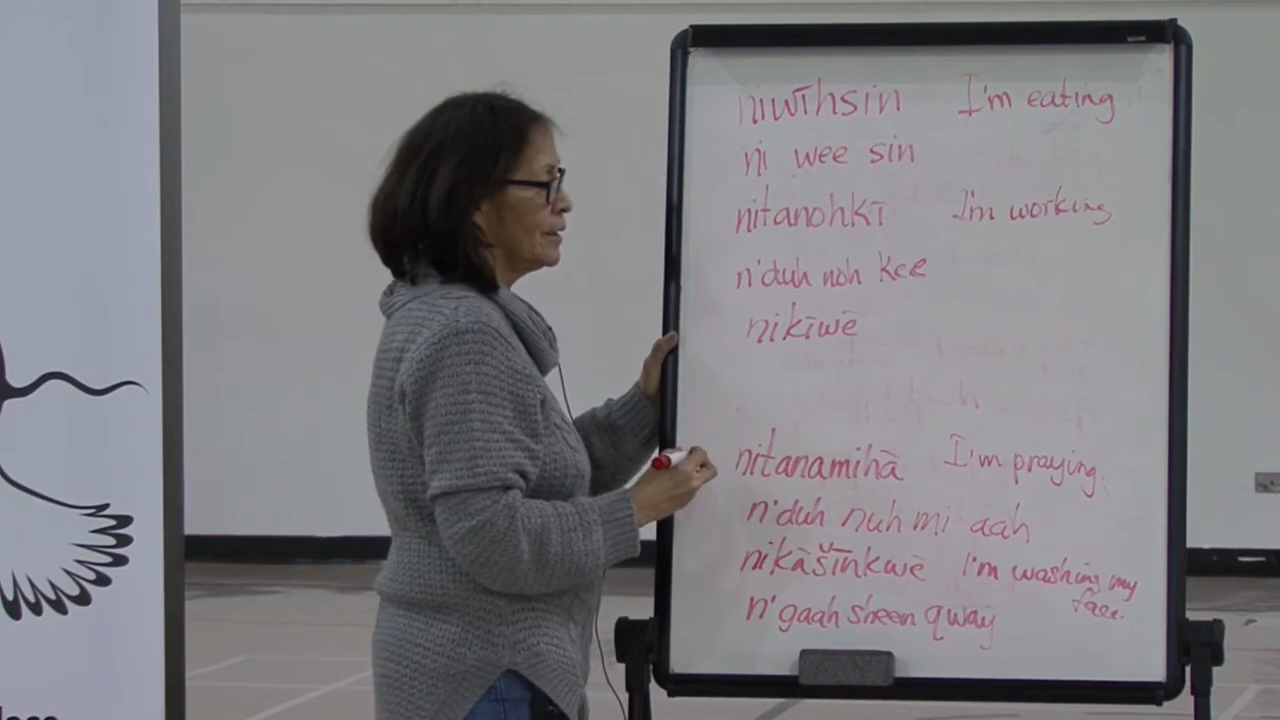 niwīhsin I'm eating
ni wee sin
nitanohkī I'm working
n'duh noh kee
nikīwē
nitanamihā I'm praying.
n'duh nuh mi aah
nikāšīnkwē I'm washing my
face.
n'gaah sheen qway